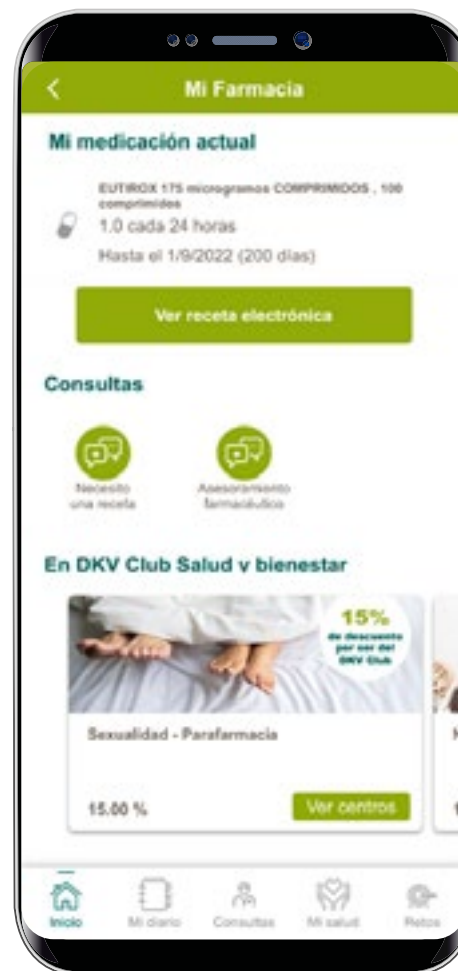 Mi Farmacia
Mi medicación actual
EUTIROX 175 microgramos COMPRIMIDOS , 100
comprimidos
1.0 cada 24 horas
Hasta el 1/9/2022 (200 días)
Ver receta electrónica
Consultas
Necesito
una receta
Asesoramiento
farmacéutico
En DKV Club Salud y bienestar
15%
de descuento
por ser del
DKV Club
Sexualidad - Parafarmacia
15.00 %
Ver centros
Inicio
Mi diario
Consultas
Mi salud
Retos